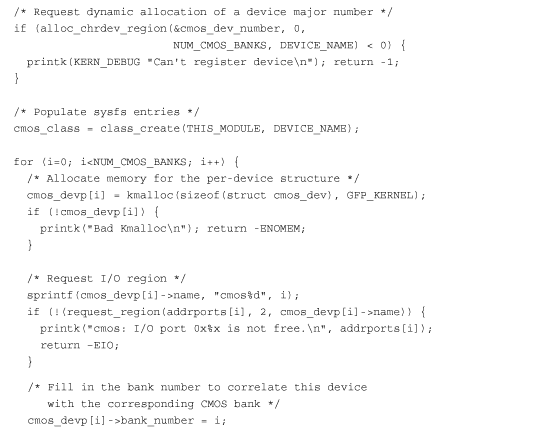 /* Request dynamic allocation of a device major number */
if (alloc_chrdev_region(&cmos_dev_number, 0,
                        NUM_CMOS_BANKS, DEVICE_NAME) < 0) {
  printk(KERN_DEBUG "Can't register device\n"); return -1;
}

/* Populate sysfs entries */
cmos_class = class_create(THIS_MODULE, DEVICE_NAME);

for (i=0; i<NUM_CMOS_BANKS; i++) {
  /* Allocate memory for the per-device structure */
  cmos_devp[i] = kmalloc(sizeof(struct cmos_dev), GFP_KERNEL);
  if (!cmos_devp[i]) {
    printk("Bad Kmalloc\n"); return -ENOMEM;
  }

  /* Request I/O region */
  sprintf(cmos_devp[i]->name, "cmos%d", i);
  if (!(request_region(addrports[i], 2, cmos_devp[i]->name)) {
    printk("cmos: I/O port 0x%x is not free.\n", addrports[i]);
    return -EIO;
  }

  /* Fill in the bank number to correlate this device
     with the corresponding CMOS bank */
  cmos_devp[i]->bank_number = i;